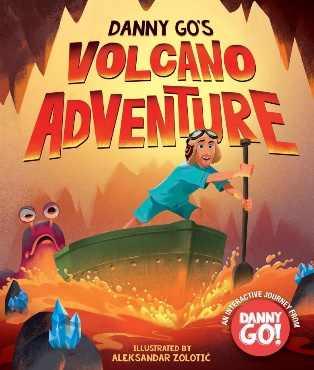 DANNY GO'S
VOLCANO
ADVENTURE
AN INTERACTIVE JOURNEY FROM
DANNY
GO!
ILLUSTRATED BY
ALEKSANDAR ZOLOTIĆ